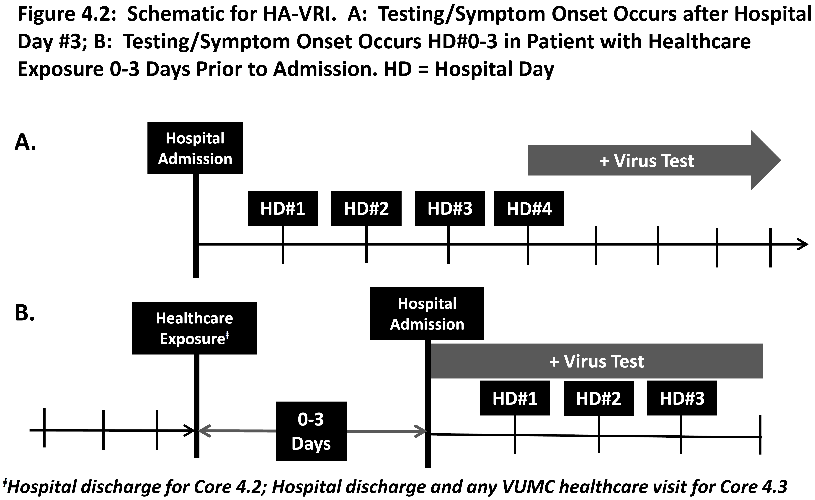 Figure 4.2:  Schematic for HA-VRI.  A:  Testing/Symptom Onset Occurs after Hospital
Day #3; B:  Testing/Symptom Onset Occurs HD#0-3 in Patient with Healthcare
Exposure 0-3 Days Prior to Admission. HD = Hospital Day
A.
Hospital
Admission
+ Virus Test
HD#1
HD#2
HD#3
HD#4
B.
Healthcare
Exposure‡
Hospital
Admission
+ Virus Test
HD#1
HD#2
HD#3
0-3
Days
‡Hospital discharge for Core 4.2; Hospital discharge and any VUMC healthcare visit for Core 4.3